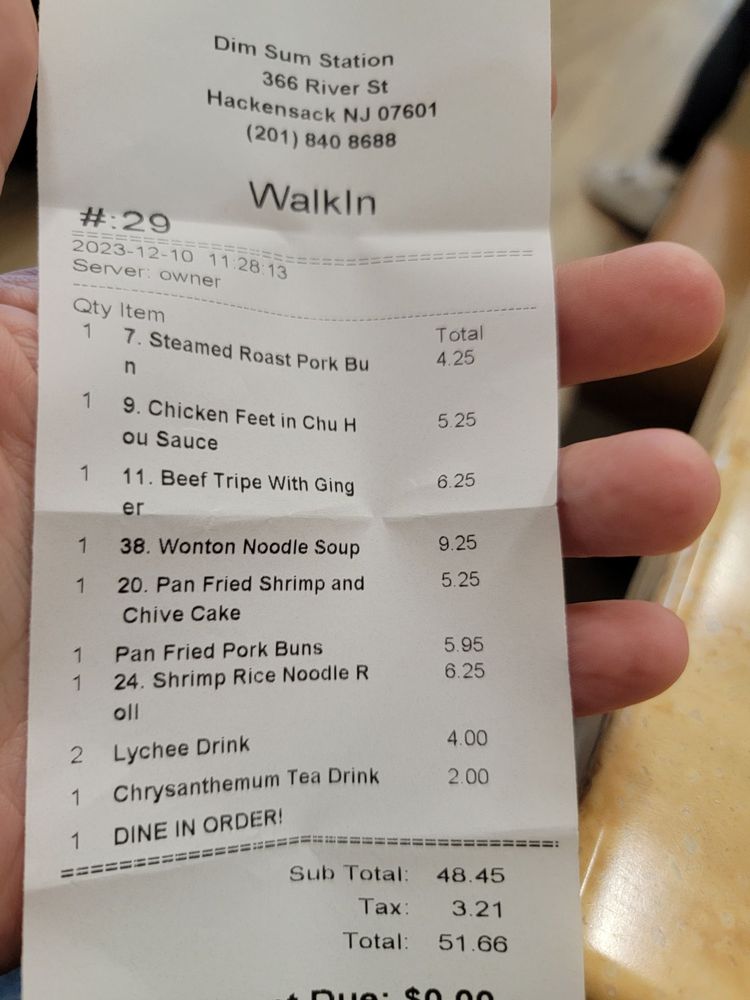 Dim Sum Station
366 River St
Hackensack NJ 07601
(201) 840 8688
WalkIn
#:29
2023-12-10 11:28:13
Server: owner
Qty Item Total
1 7. Steamed Roast Pork Bu 4.25
n
1 9. Chicken Feet in Chu H 5.25
ou Sauce
1 11. Beef Tripe With Ging 6.25
er
1 38. Wonton Noodle Soup 9.25
1 20. Pan Fried Shrimp and 5.25
Chive Cake
1 Pan Fried Pork Buns 5.95
1 24. Shrimp Rice Noodle R 6.25
oll
2 Lychee Drink 4.00
1 Chrysanthemum Tea Drink 2.00
1 DINE IN ORDER!
Sub Total: 48.45
Tax: 3.21
Total: 51.66
Due: $0.00